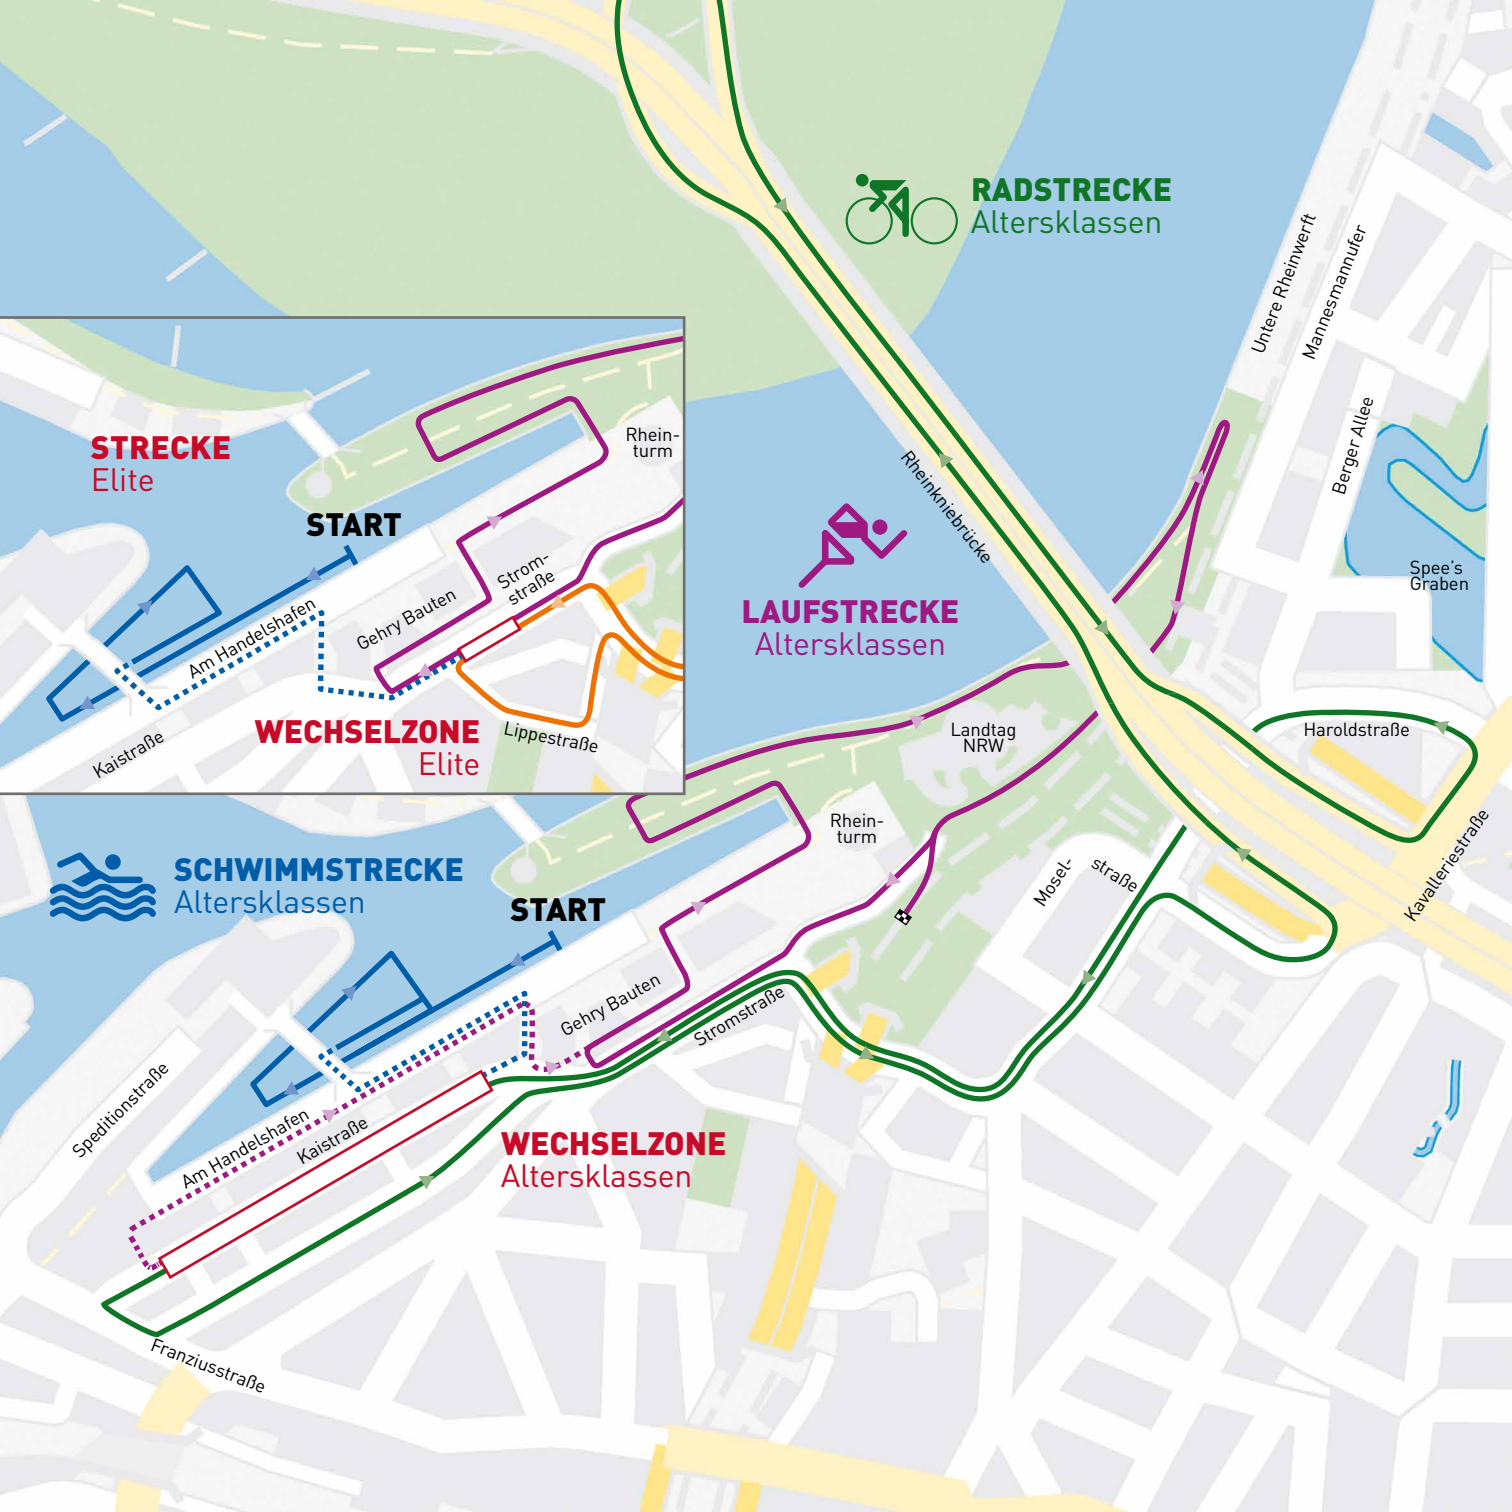 RADSTRECKE
Altersklassen
Untere Rheinwerft
Mannesmannufer
Berger Allee
Spee's
Graben
Rheinkniebrücke
STRECKE
Elite
START
Rhein-
turm
Strom-
straße
Gehry Bauten
Am Handelshafen
WECHSELZONE
Elite
Lippestraße
Kaistraße
LAUFSTRECKE
Altersklassen
Landtag
NRW
Haroldstraße
Kavalleriestraße
Rhein-
turm
Mosel-
straße
SCHWIMMSTRECKE
Altersklassen
START
Gehry Bauten
Stromstraße
Speditionstraße
Am Handelshafen
Kaistraße
WECHSELZONE
Altersklassen
Franziusstraße